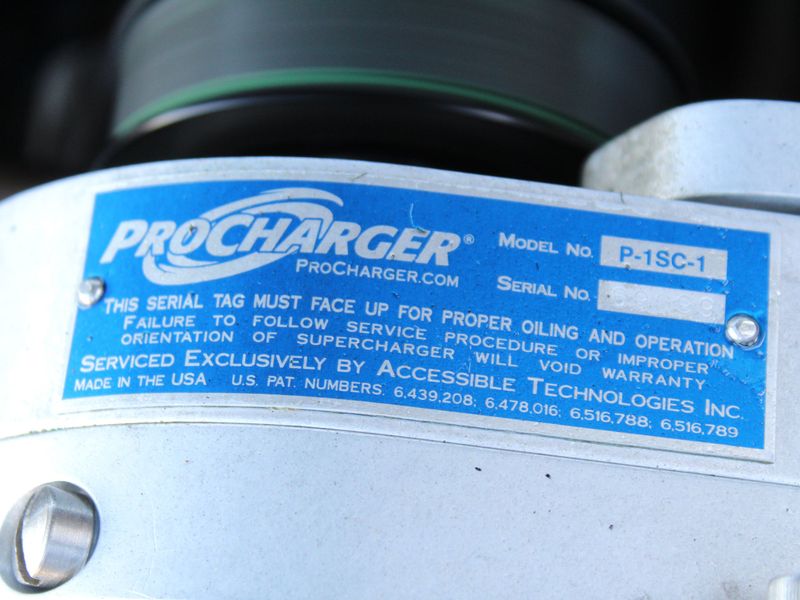 PROCHARGER®
PROCHARGER.COM
MODEL NO. P-1SC-1
SERIAL NO.
THIS SERIAL TAG MUST FACE UP FOR PROPER OILING AND OPERATION
FAILURE TO FOLLOW SERVICE PROCEDURE OR IMPROPER
ORIENTATION OF SUPERCHARGER WILL VOID WARRANTY
SERVICED EXCLUSIVELY BY ACCESSIBLE TECHNOLOGIES INC.
MADE IN THE USA U.S. PAT. NUMBERS. 6,439,208; 6,478,016; 6,516,788; 6,516,789